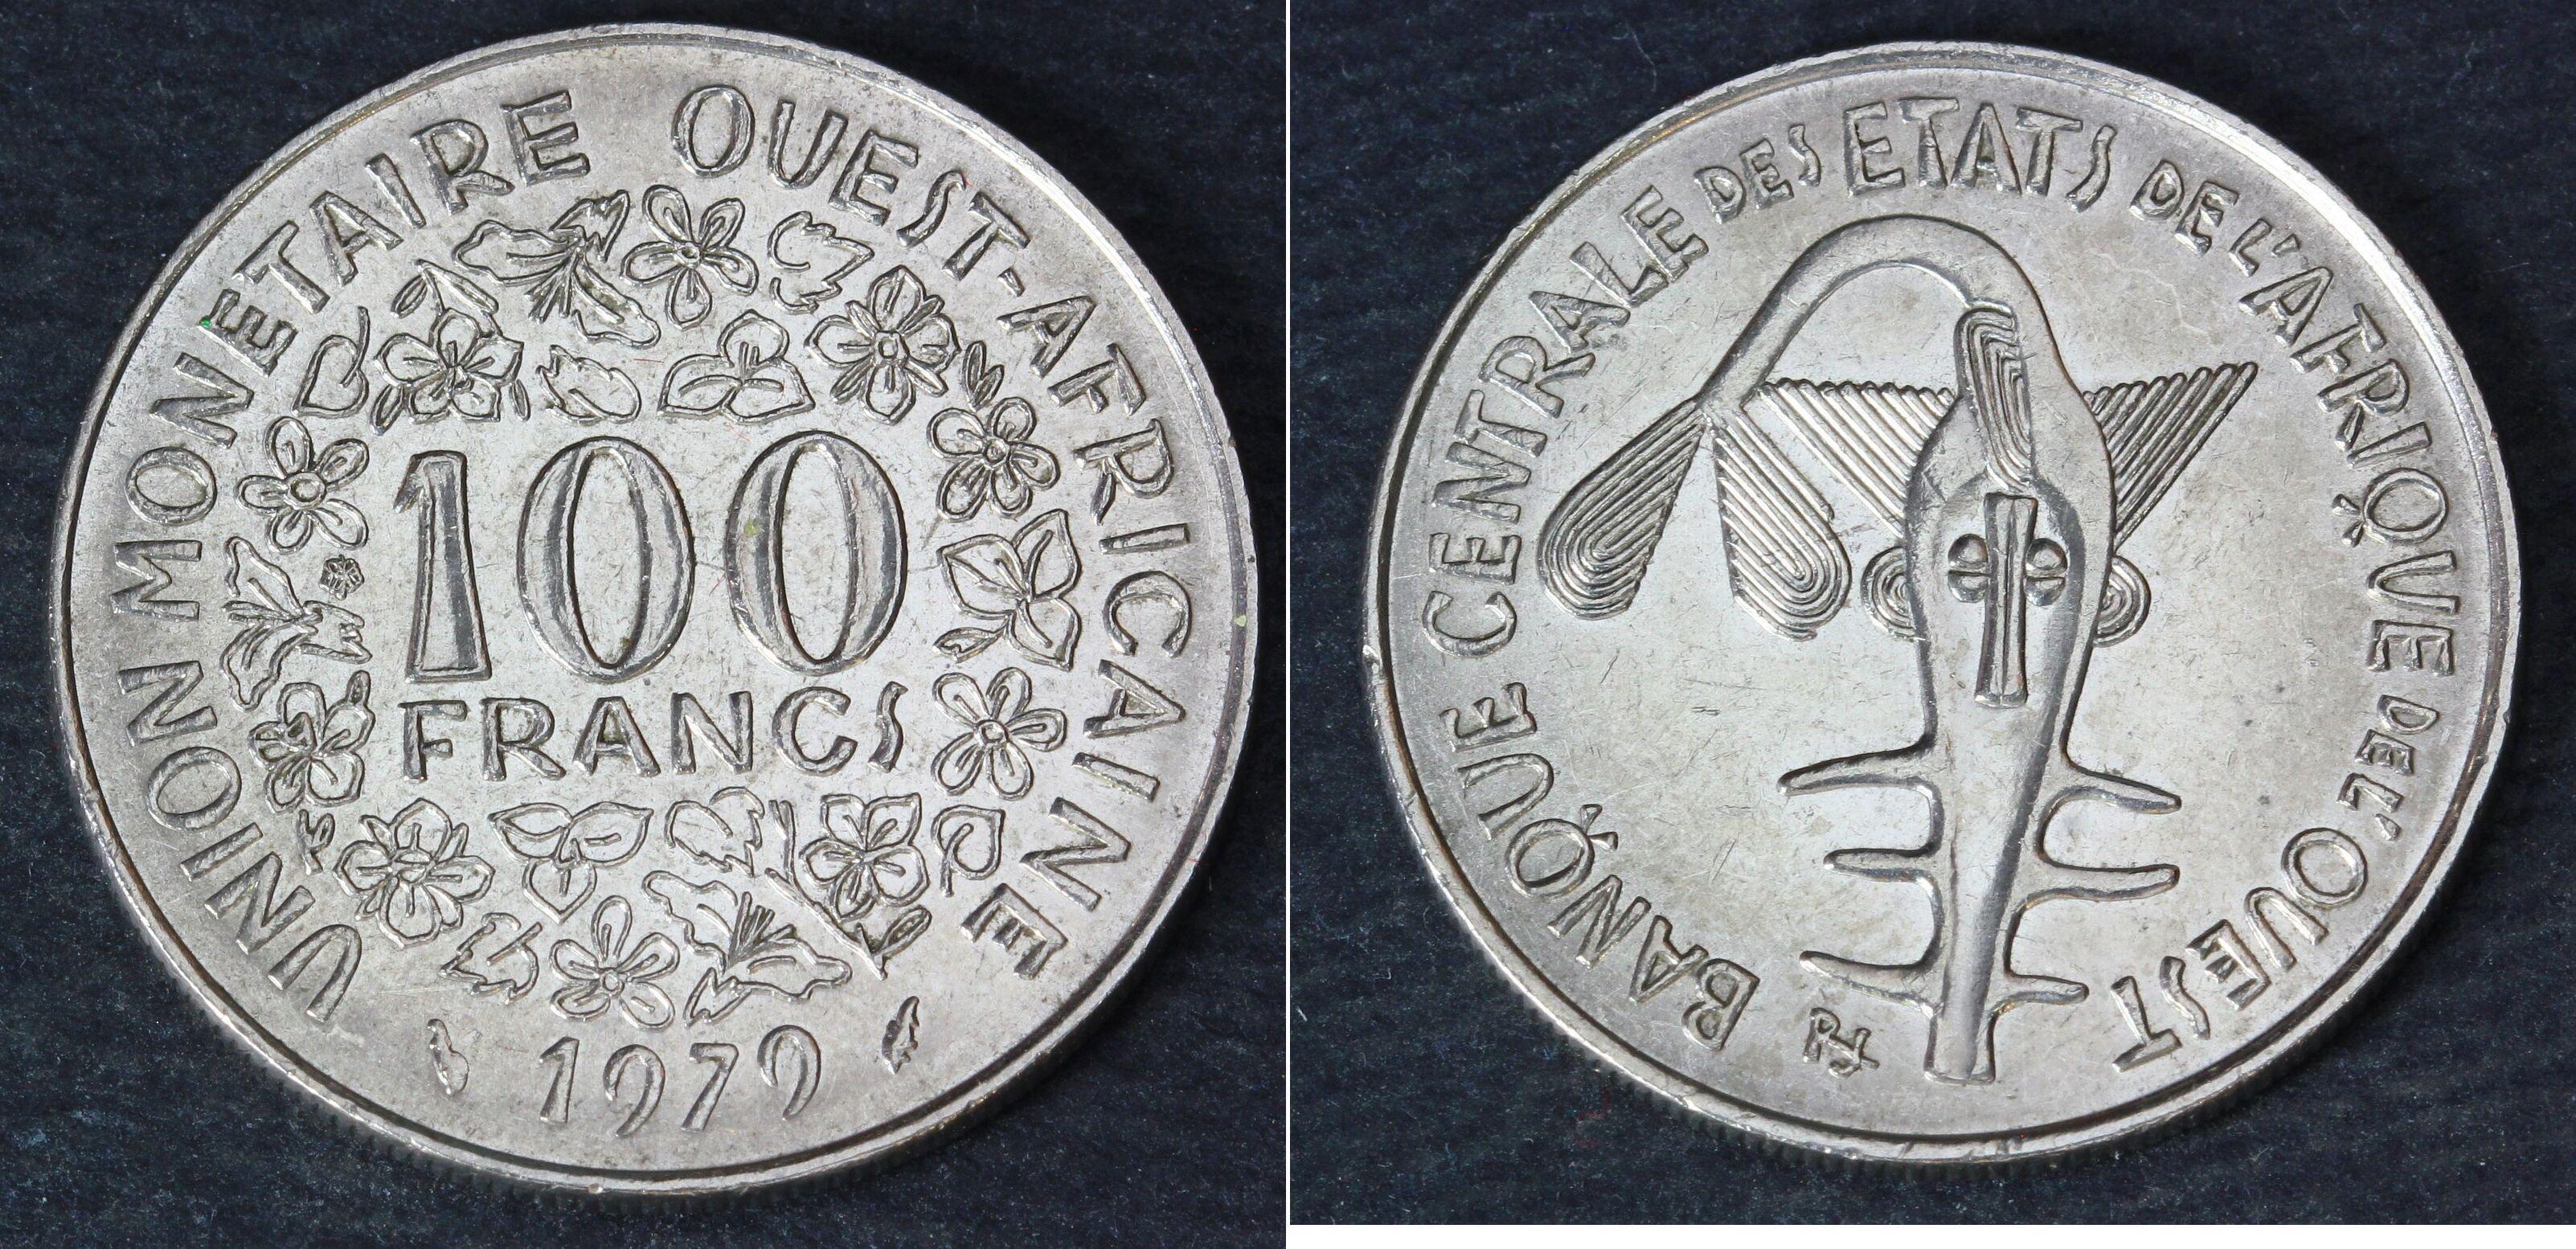 UNION MONETAIRE OUEST-AFRICAINE
100
FRANCS
1979
BANQUE CENTRALE DES ETATS DE L'AFRIQUE DE L'OUEST